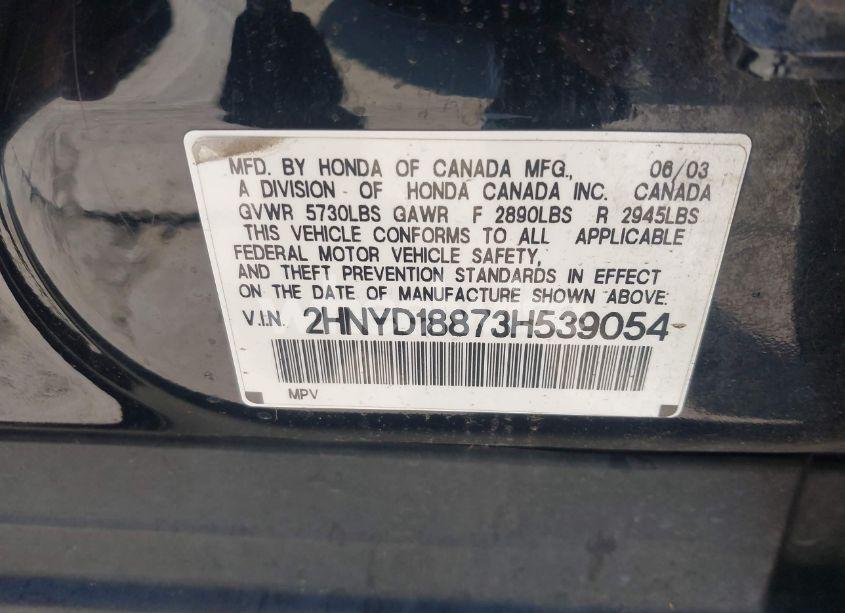 MFD. BY HONDA OF CANADA MFG., 06/03
A DIVISION OF HONDA CANADA INC. CANADA
GVWR 5730LBS GAWR F 2890LBS R 2945LBS
THIS VEHICLE CONFORMS TO ALL APPLICABLE
FEDERAL MOTOR VEHICLE SAFETY,
AND THEFT PREVENTION STANDARDS IN EFFECT
ON THE DATE OF MANUFACTURE SHOWN ABOVE.
V.I.N. 2HNYD18873H539054
MPV